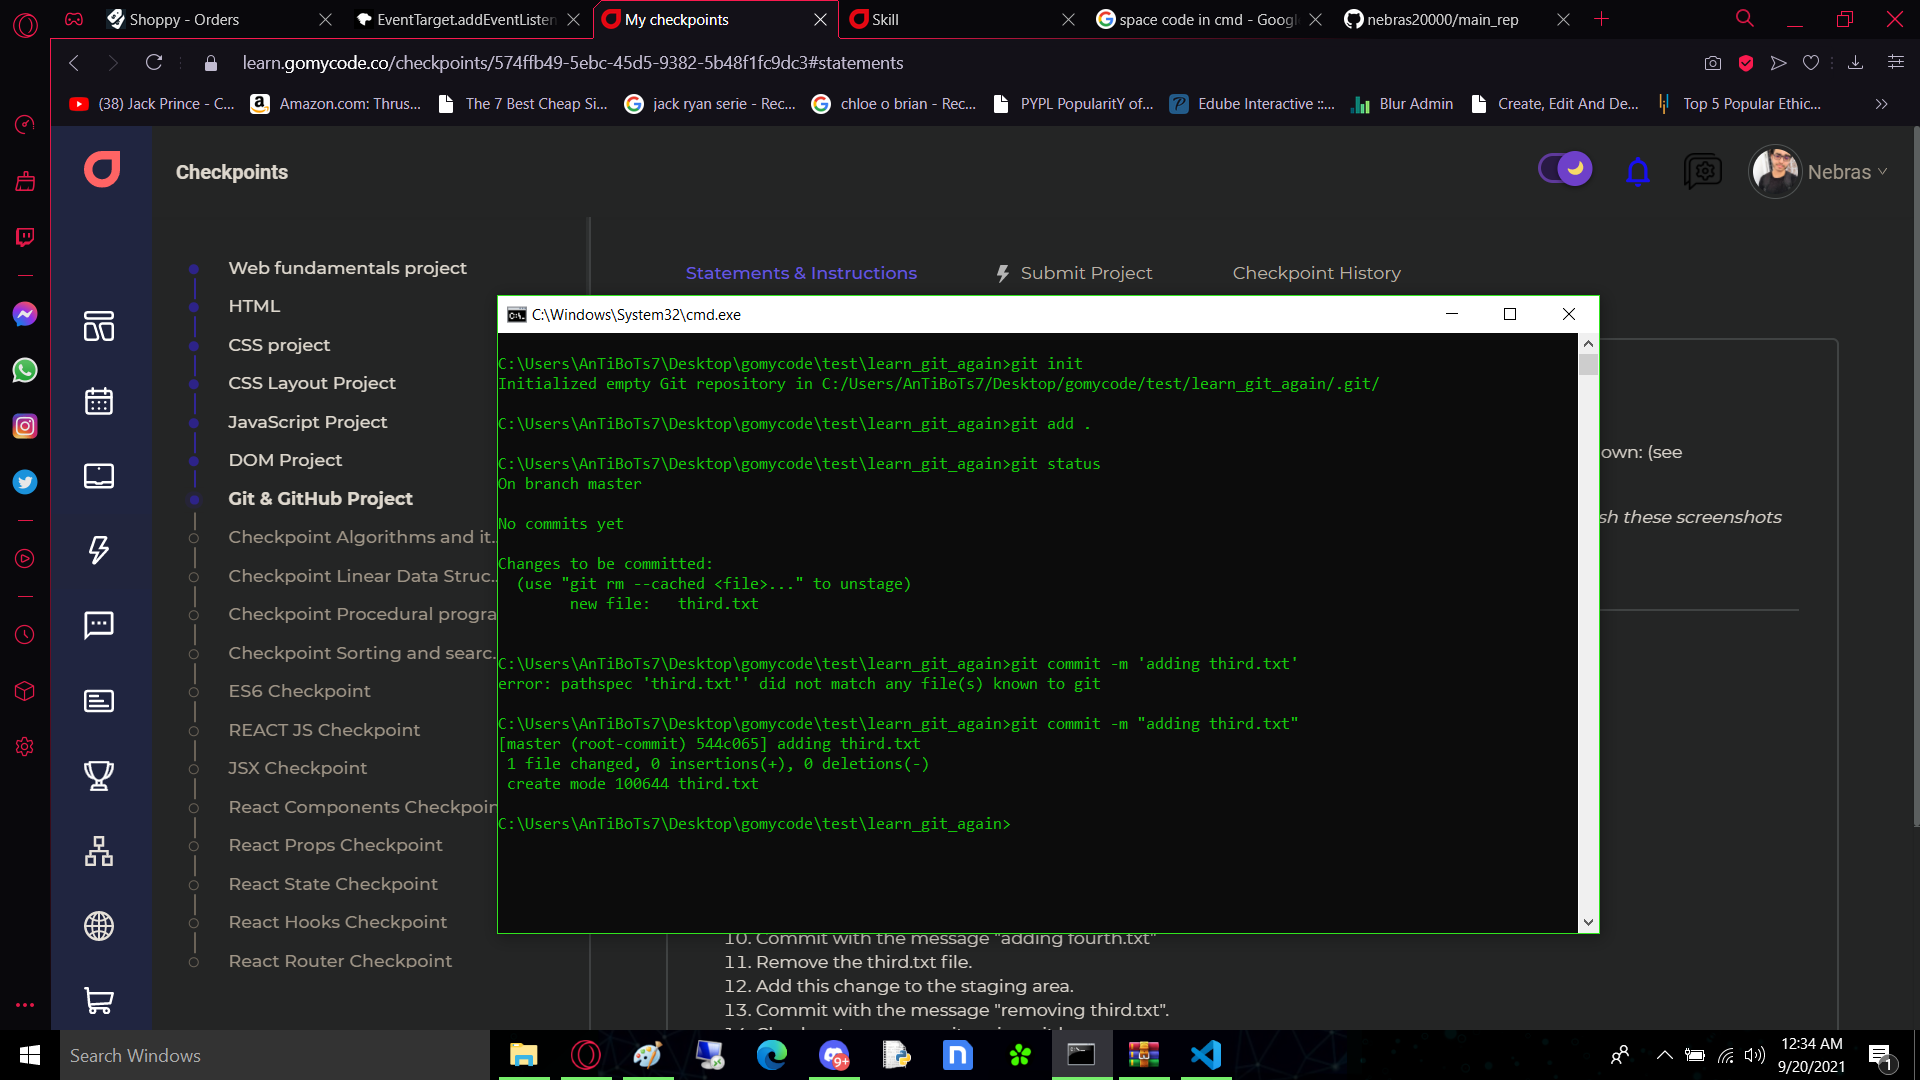 Shoppy - Orders
EventTarget.addEventListen
My checkpoints
Skill
space code in cmd - Googl
nebras20000/main_rep
learn.gomycode.co/checkpoints/574ffb49-5ebc-45d5-9382-5b48f1fc9dc3#statements
(38) Jack Prince - C...
Amazon.com: Thrus...
The 7 Best Cheap Si...
jack ryan serie - Rec...
chloe o brian - Rec...
PYPL PopularitY of...
Edube Interactive ::...
Blur Admin
Create, Edit And De...
Top 5 Popular Ethic...
Checkpoints
Nebras
Web fundamentals project
HTML
CSS project
CSS Layout Project
JavaScript Project
DOM Project
Git & GitHub Project
Checkpoint Algorithms and it...
Checkpoint Linear Data Struc...
Checkpoint Procedural progra
Checkpoint Sorting and searc...
ES6 Checkpoint
REACT JS Checkpoint
JSX Checkpoint
React Components Checkpoin
React Props Checkpoint
React State Checkpoint
React Hooks Checkpoint
React Router Checkpoint
Statements & Instructions
Submit Project
Checkpoint History
own: (see
sh these screenshots
C:\Windows\System32\cmd.exe
C:\Users\AnTiBoTs7\Desktop\gomycode\test\learn_git_again>git init
Initialized empty Git repository in C:/Users/AnTiBoTs7/Desktop/gomycode/test/learn_git_again/.git/
C:\Users\AnTiBoTs7\Desktop\gomycode\test\learn_git_again>git add .
C:\Users\AnTiBoTs7\Desktop\gomycode\test\learn_git_again>git status
On branch master
No commits yet
Changes to be committed:
(use "git rm --cached <file>..." to unstage)
new file:   third.txt
C:\Users\AnTiBoTs7\Desktop\gomycode\test\learn_git_again>git commit -m 'adding third.txt'
error: pathspec 'third.txt'' did not match any file(s) known to git
C:\Users\AnTiBoTs7\Desktop\gomycode\test\learn_git_again>git commit -m "adding third.txt"
[master (root-commit) 544c065] adding third.txt
1 file changed, 0 insertions(+), 0 deletions(-)
create mode 100644 third.txt
C:\Users\AnTiBoTs7\Desktop\gomycode\test\learn_git_again>
10. Commit with the message "adding fourth.txt"
11. Remove the third.txt file.
12. Add this change to the staging area.
13. Commit with the message "removing third.txt".
Search Windows
9+
12:34 AM
9/20/2021
1